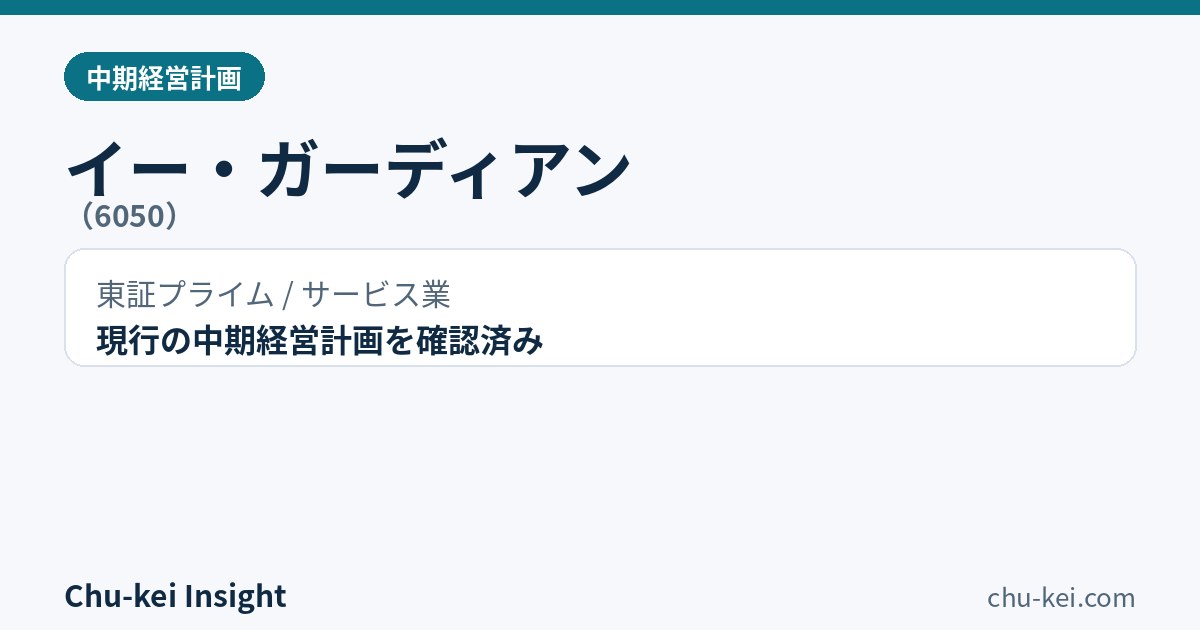 中期経営計画
イー・ガーディアン
（6050）
東証プライム / サービス業
現行の中期経営計画を確認済み
Chu-kei Insight
chu-kei.com